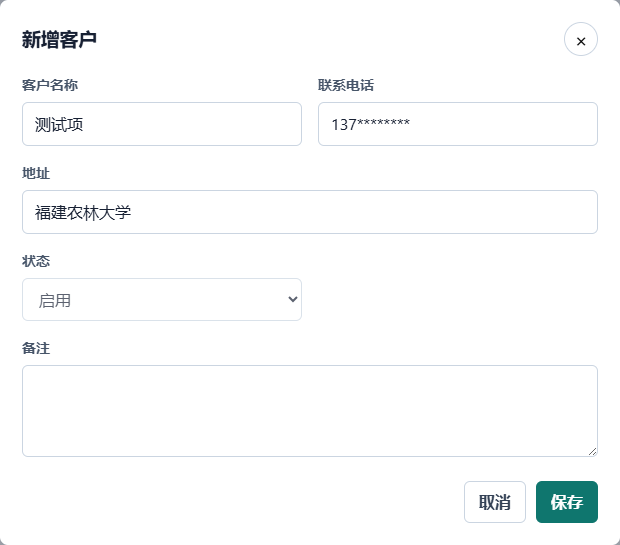 新增客户
×
客户名称
联系电话
测试项
137********
地址
福建农林大学
状态
启用
备注
取消
保存